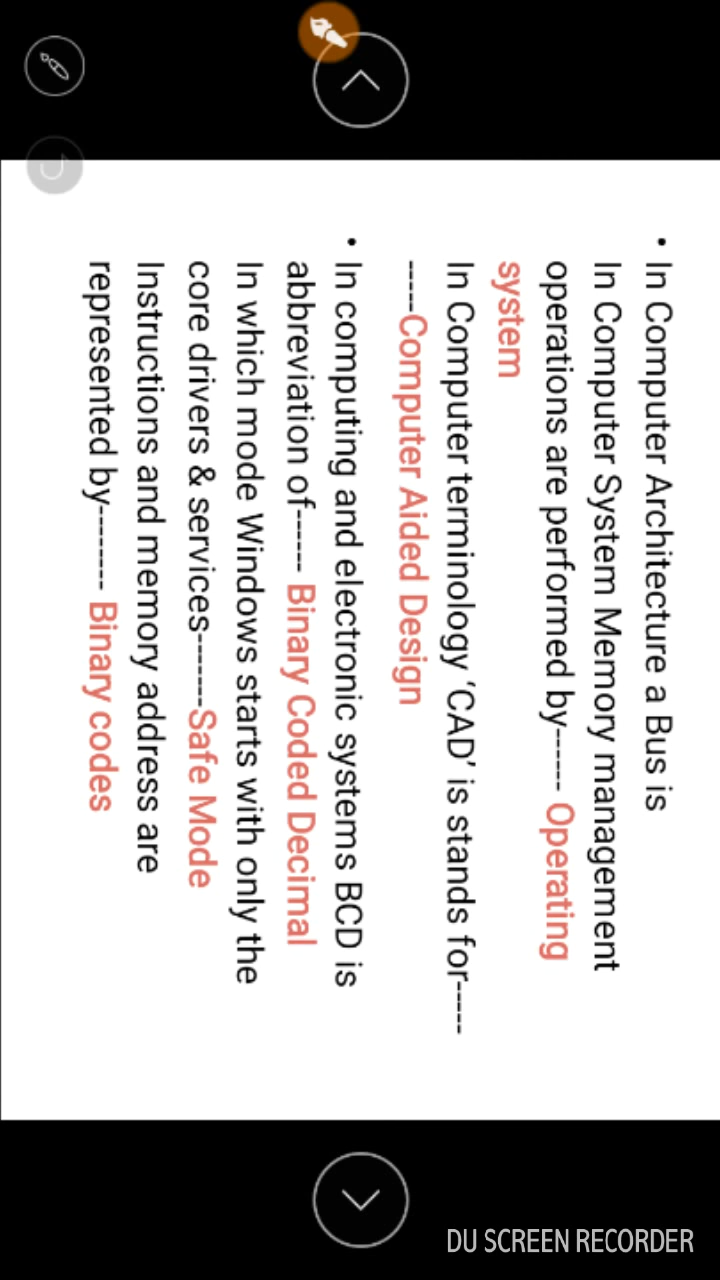 • In Computer Architecture a Bus is
In Computer System Memory management
operations are performed by------ Operating
system
In Computer terminology 'CAD' is stands for-----
-----Computer Aided Design
• In computing and electronic systems BCD is
abbreviation of------ Binary Coded Decimal
In which mode Windows starts with only the
core drivers & services-------Safe Mode
Instructions and memory address are
represented by-------- Binary codes
DU SCREEN RECORDER